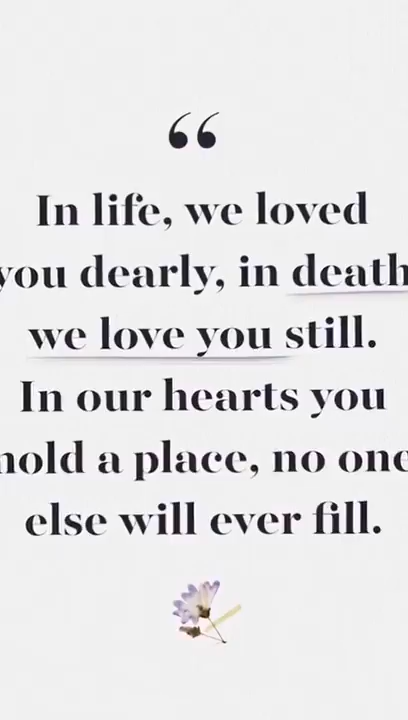 “
In life, we loved
you dearly, in death
we love you still.
In our hearts you
hold a place, no one
else will ever fill.